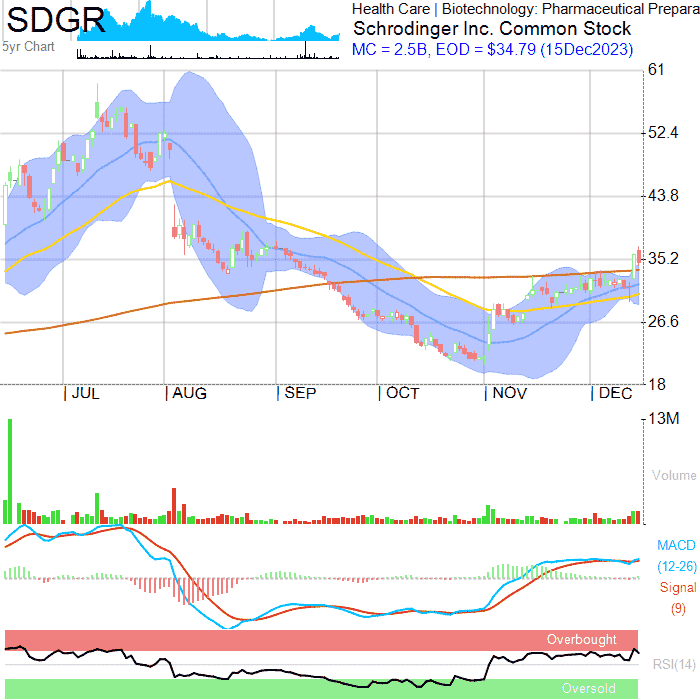 SDGR
5yr Chart
Health Care | Biotechnology: Pharmaceutical Prepara
Schrodinger Inc. Common Stock
MC = 2.5B, EOD = $34.79 (15Dec2023)
61
52.4
43.8
35.2
26.6
18
JUL
AUG
SEP
OCT
NOV
DEC
13M
Volume
MACD
(12-26)
Signal
(9)
Overbought
RSI(14)
Oversold